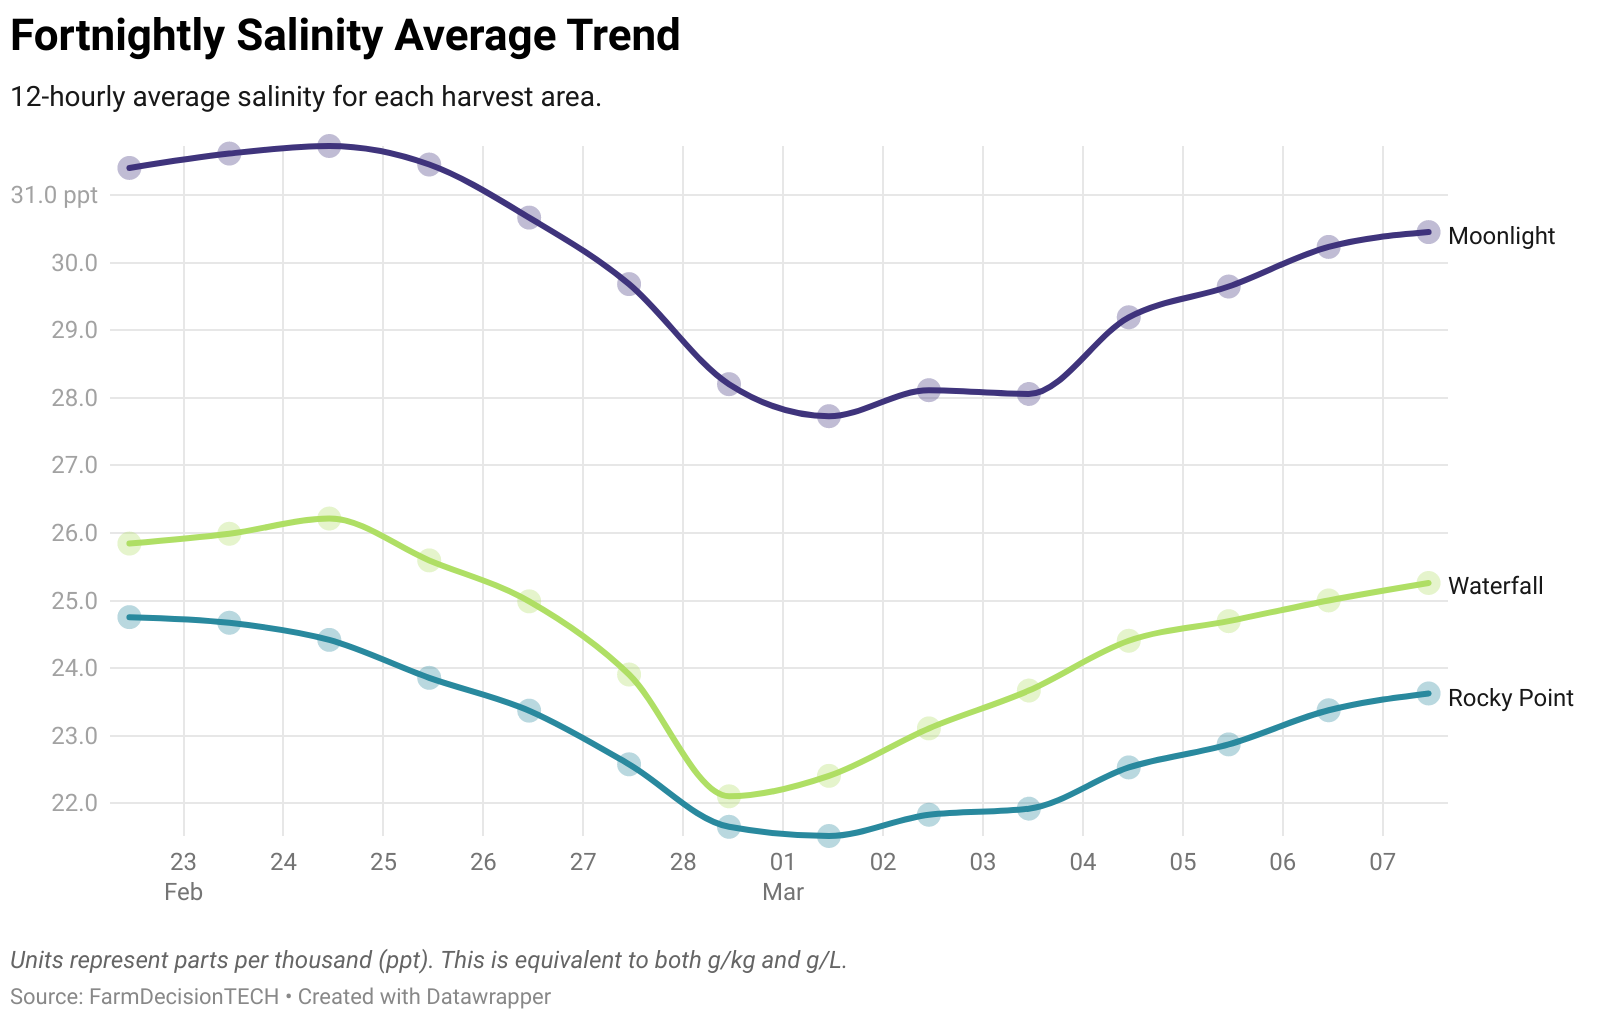 Fortnightly Salinity Average Trend
12-hourly average salinity for each harvest area.
31.0 ppt
30.0
29.0
28.0
27.0
26.0
25.0
24.0
23.0
22.0
Moonlight
Waterfall
Rocky Point
23 24 25 26 27 28 01 02 03 04 05 06 07
Feb Mar
Units represent parts per thousand (ppt). This is equivalent to both g/kg and g/L.
Source: FarmDecisionTECH • Created with Datawrapper